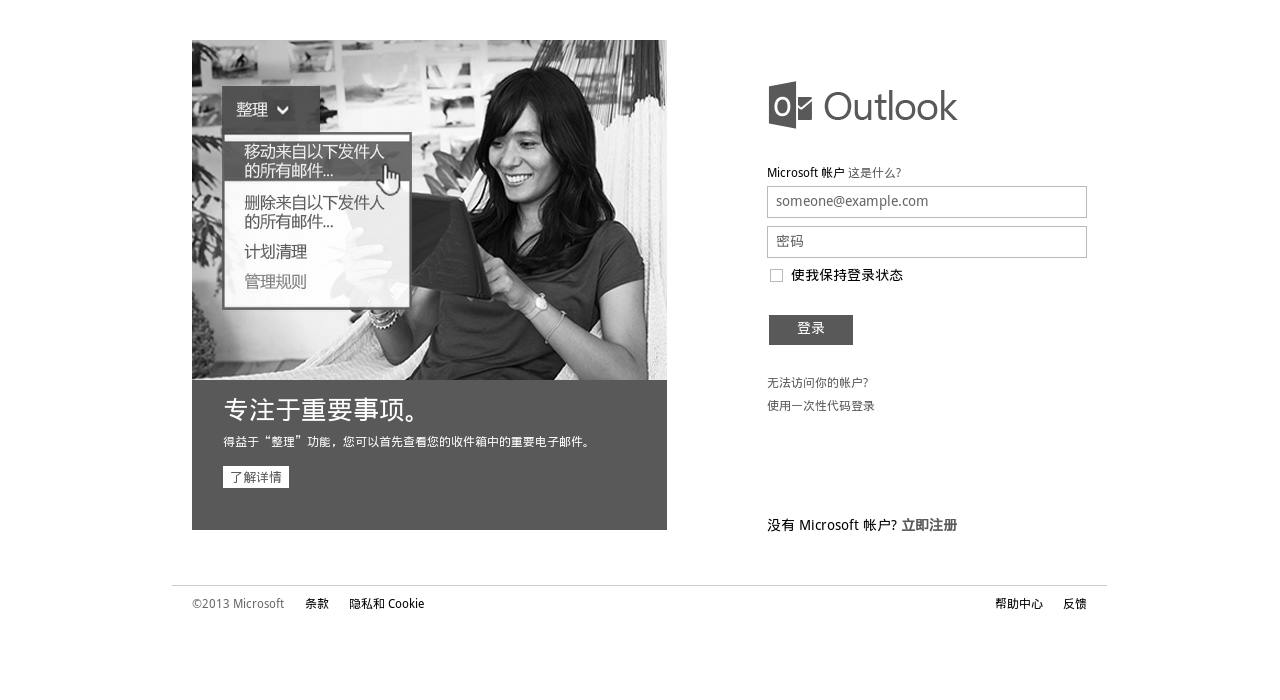 整理
移动来自以下发件人
的所有邮件...
删除来自以下发件人
的所有邮件...
计划清理
管理规则
专注于重要事项。
得益于“整理”功能，您可以首先查看您的收件箱中的重要电子邮件。
了解详情
Outlook
Microsoft 帐户 这是什么?
someone@example.com
密码
使我保持登录状态
登录
无法访问你的帐户?
使用一次性代码登录
没有 Microsoft 帐户? 立即注册
©2013 Microsoft 条款 隐私和 Cookie 帮助中心 反馈